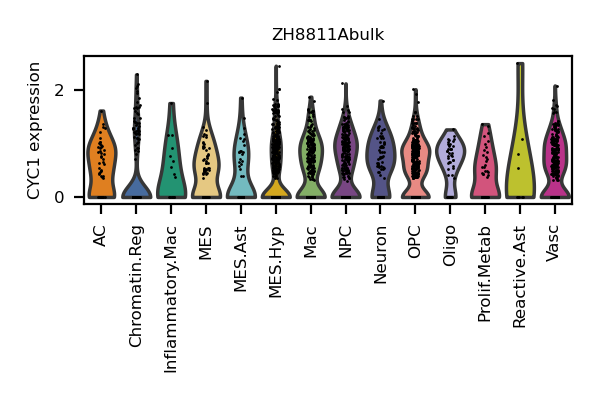 ZH8811Abulk
CYC1 expression
2
0
AC
Chromatin.Reg
Inflammatory.Mac
MES
MES.Ast
MES.Hyp
Mac
NPC
Neuron
OPC
Oligo
Prolif.Metab
Reactive.Ast
Vasc